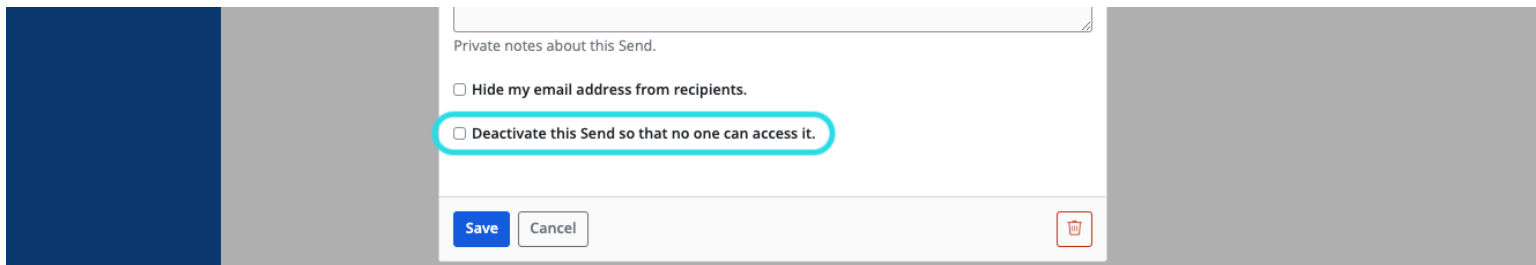 Private notes about this Send.
Hide my email address from recipients.
Deactivate this Send so that no one can access it.
Save Cancel